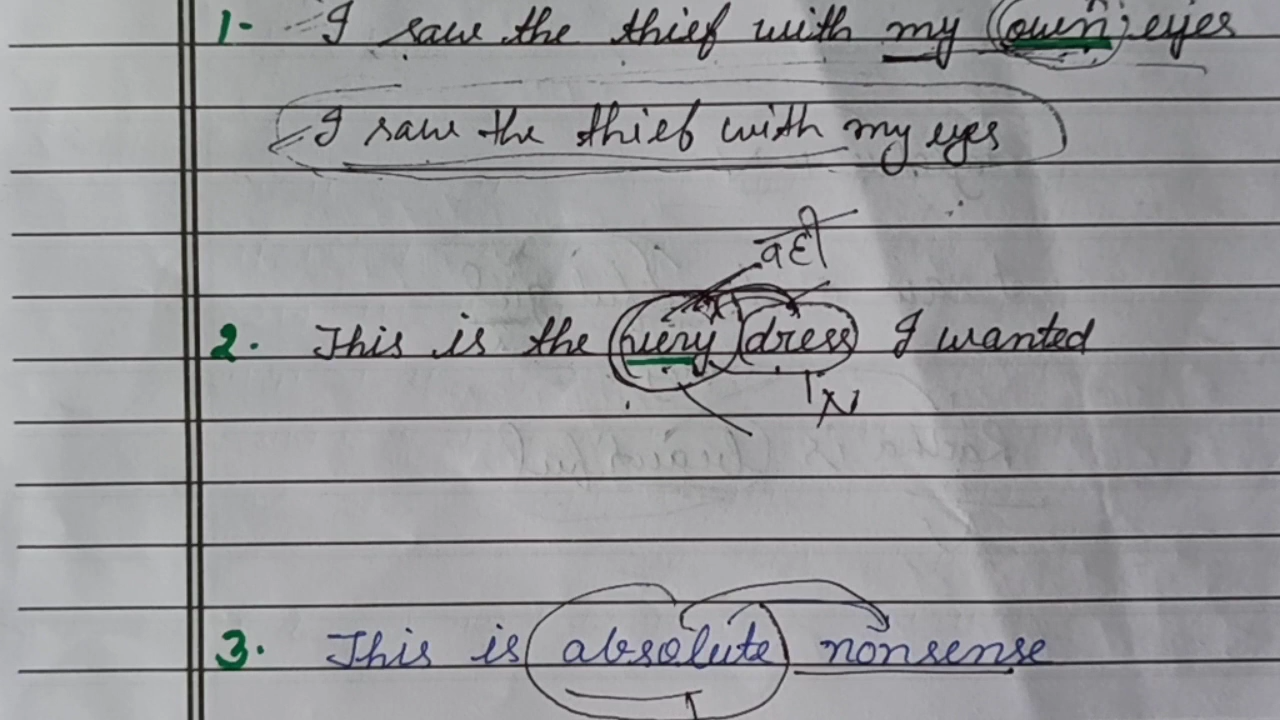 1- I saw the thief with my own eyes
I saw the thief with my eyes
वही
2. This is the very dress I wanted
N
3. This is absolute nonsense